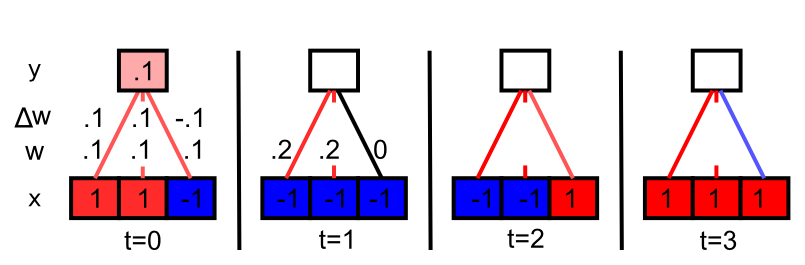 y .1
Δw .1 .1 -.1
w .1 .1 .1 .2 .2 0
x 1 1 -1 -1 -1 -1 -1 -1 1 1 1 1
t=0 t=1 t=2 t=3